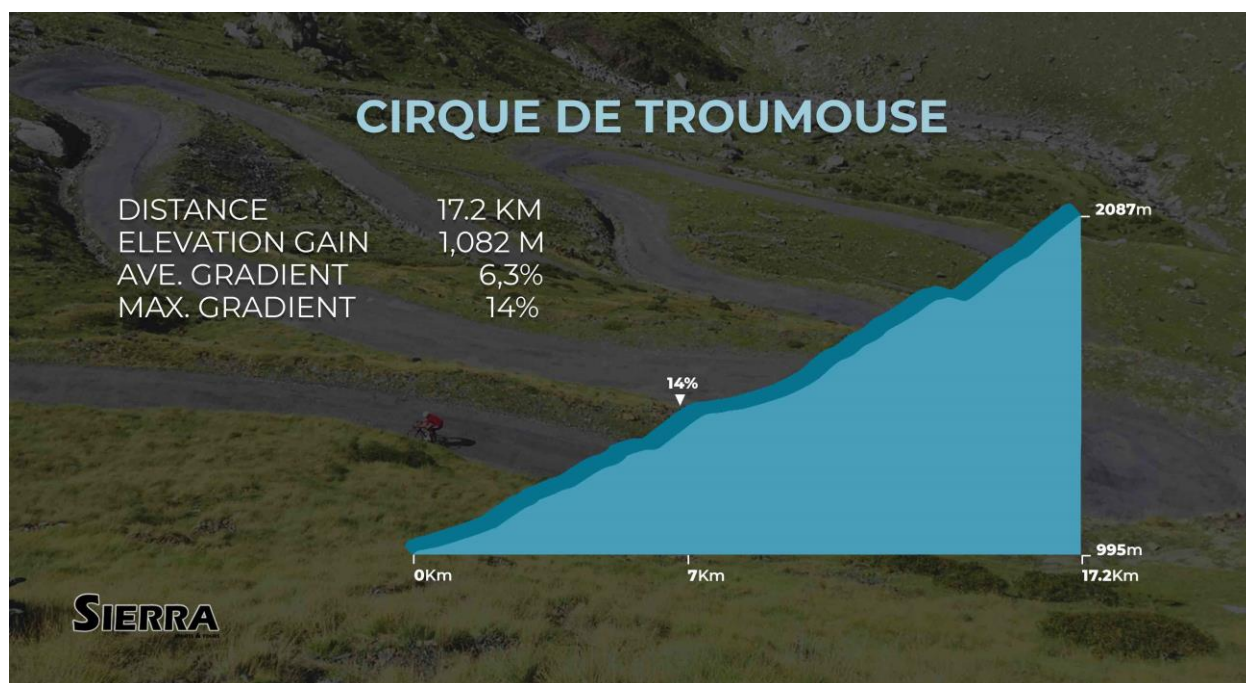 CIRQUE DE TROUMOUSE
DISTANCE 17.2 KM
ELEVATION GAIN 1,082 M
AVE. GRADIENT 6,3%
MAX. GRADIENT 14%
2087m
14%
995m
0Km 7Km 17.2Km
SIERRA